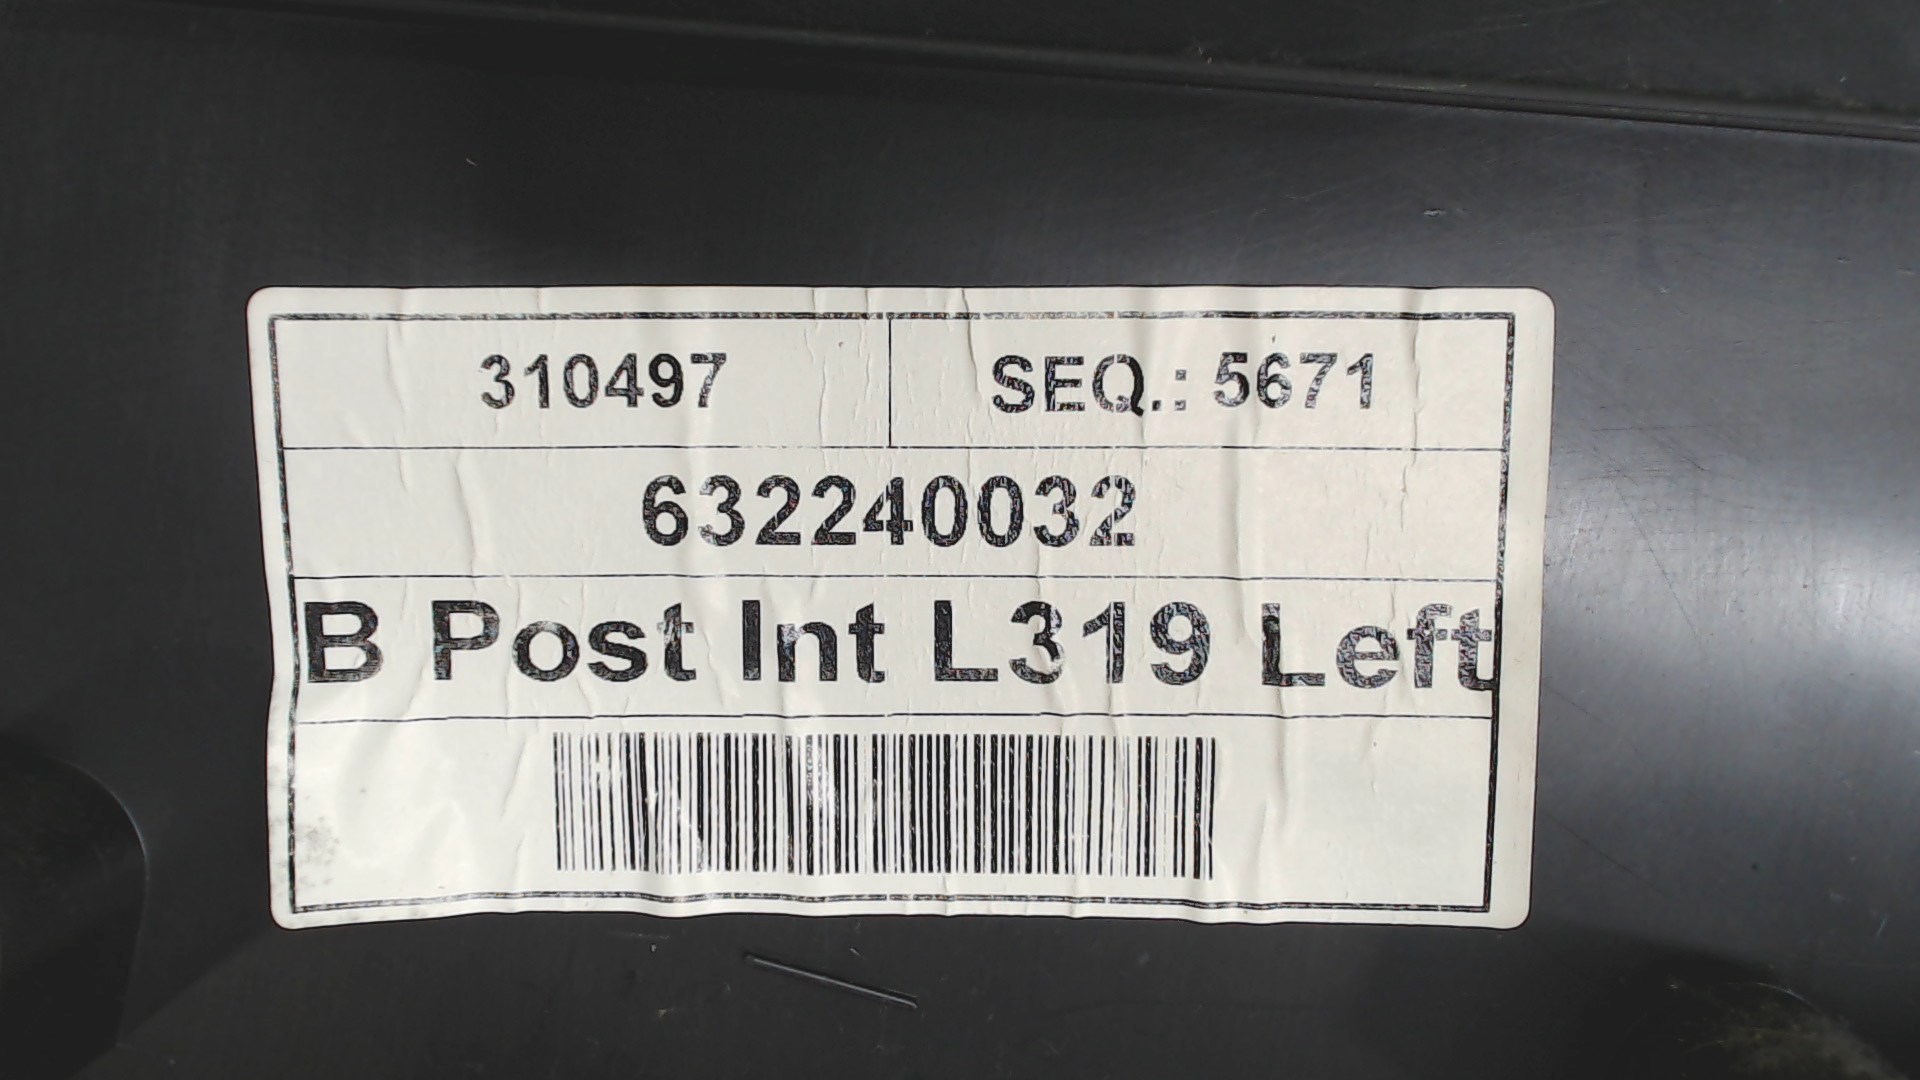 310497 SEQ.: 5671
632240032
B Post Int L319 Left